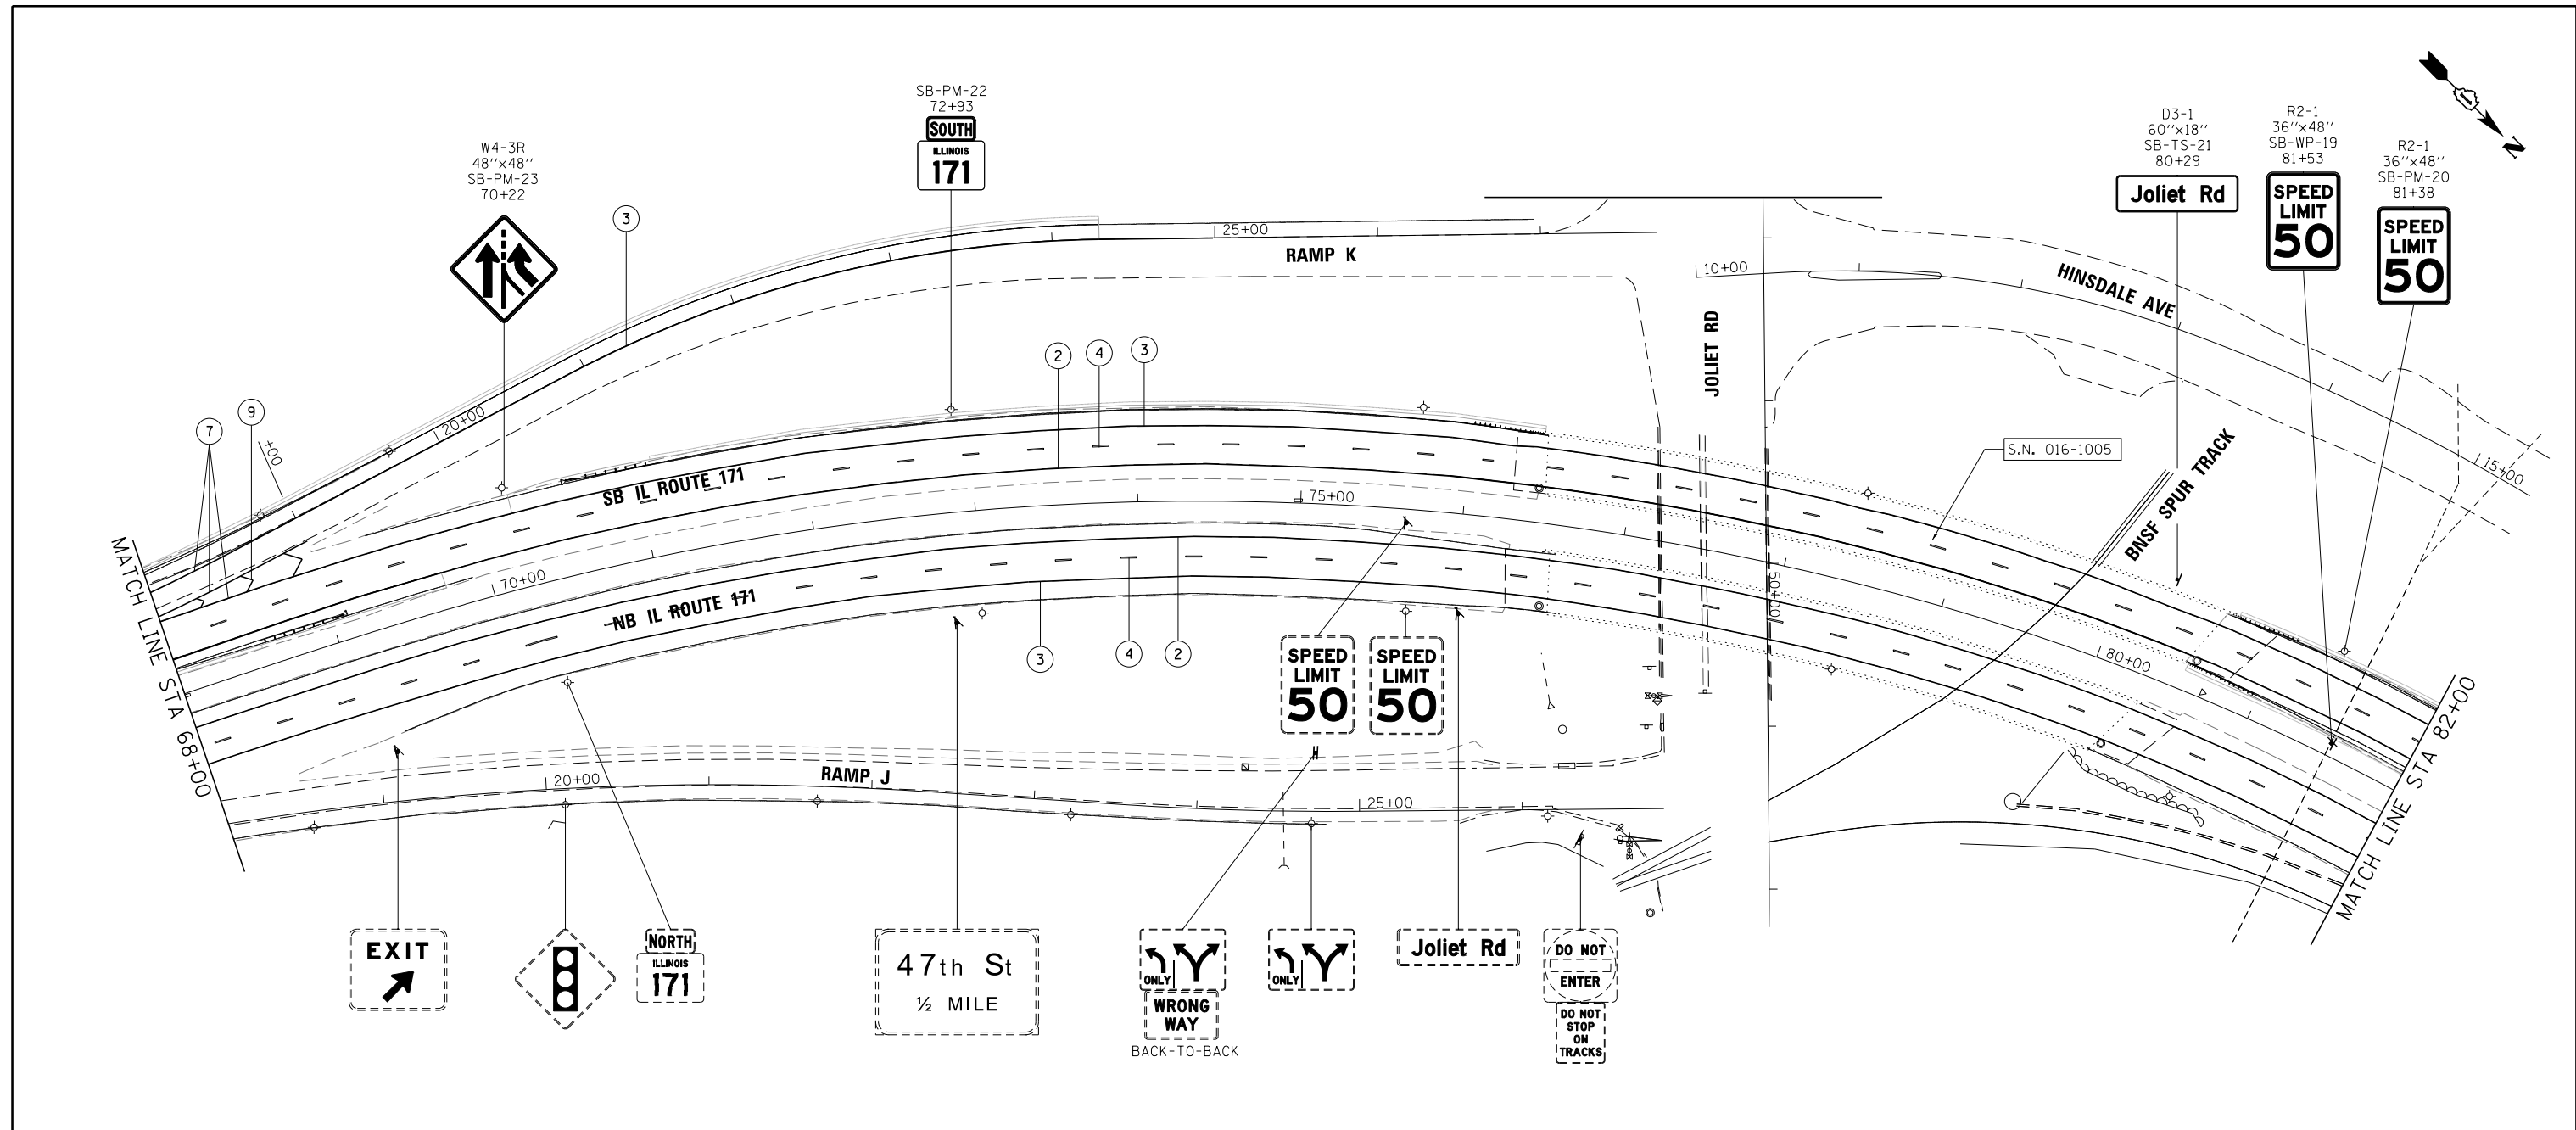 SB-PM-22
72+93
SOUTH
ILLINOIS
171
W4-3R
48''x48''
SB-PM-23
70+22
D3-1
60''x18''
SB-TS-21
80+29
Joliet Rd
R2-1
36''x48''
SB-WP-19
81+53
SPEED
LIMIT
50
R2-1
36''x48''
SB-PM-20
81+38
SPEED
LIMIT
50
N
3
25+00
RAMP K
10+00
HINSDALE AVE
JOLIET RD
2
4
3
7
9
+00
20+00
SB IL ROUTE 171
75+00
S.N. 016-1005
15+00
BNSF SPUR TRACK
MATCH LINE STA 68+00
70+00
NB IL ROUTE 171
50+00
80+00
3
4
2
SPEED
LIMIT
50
SPEED
LIMIT
50
MATCH LINE STA 82+00
20+00
RAMP J
25+00
EXIT
NORTH
ILLINOIS
171
47th St
½ MILE
ONLY
WRONG
WAY
BACK-TO-BACK
ONLY
Joliet Rd
DO NOT
ENTER
DO NOT
STOP
ON
TRACKS